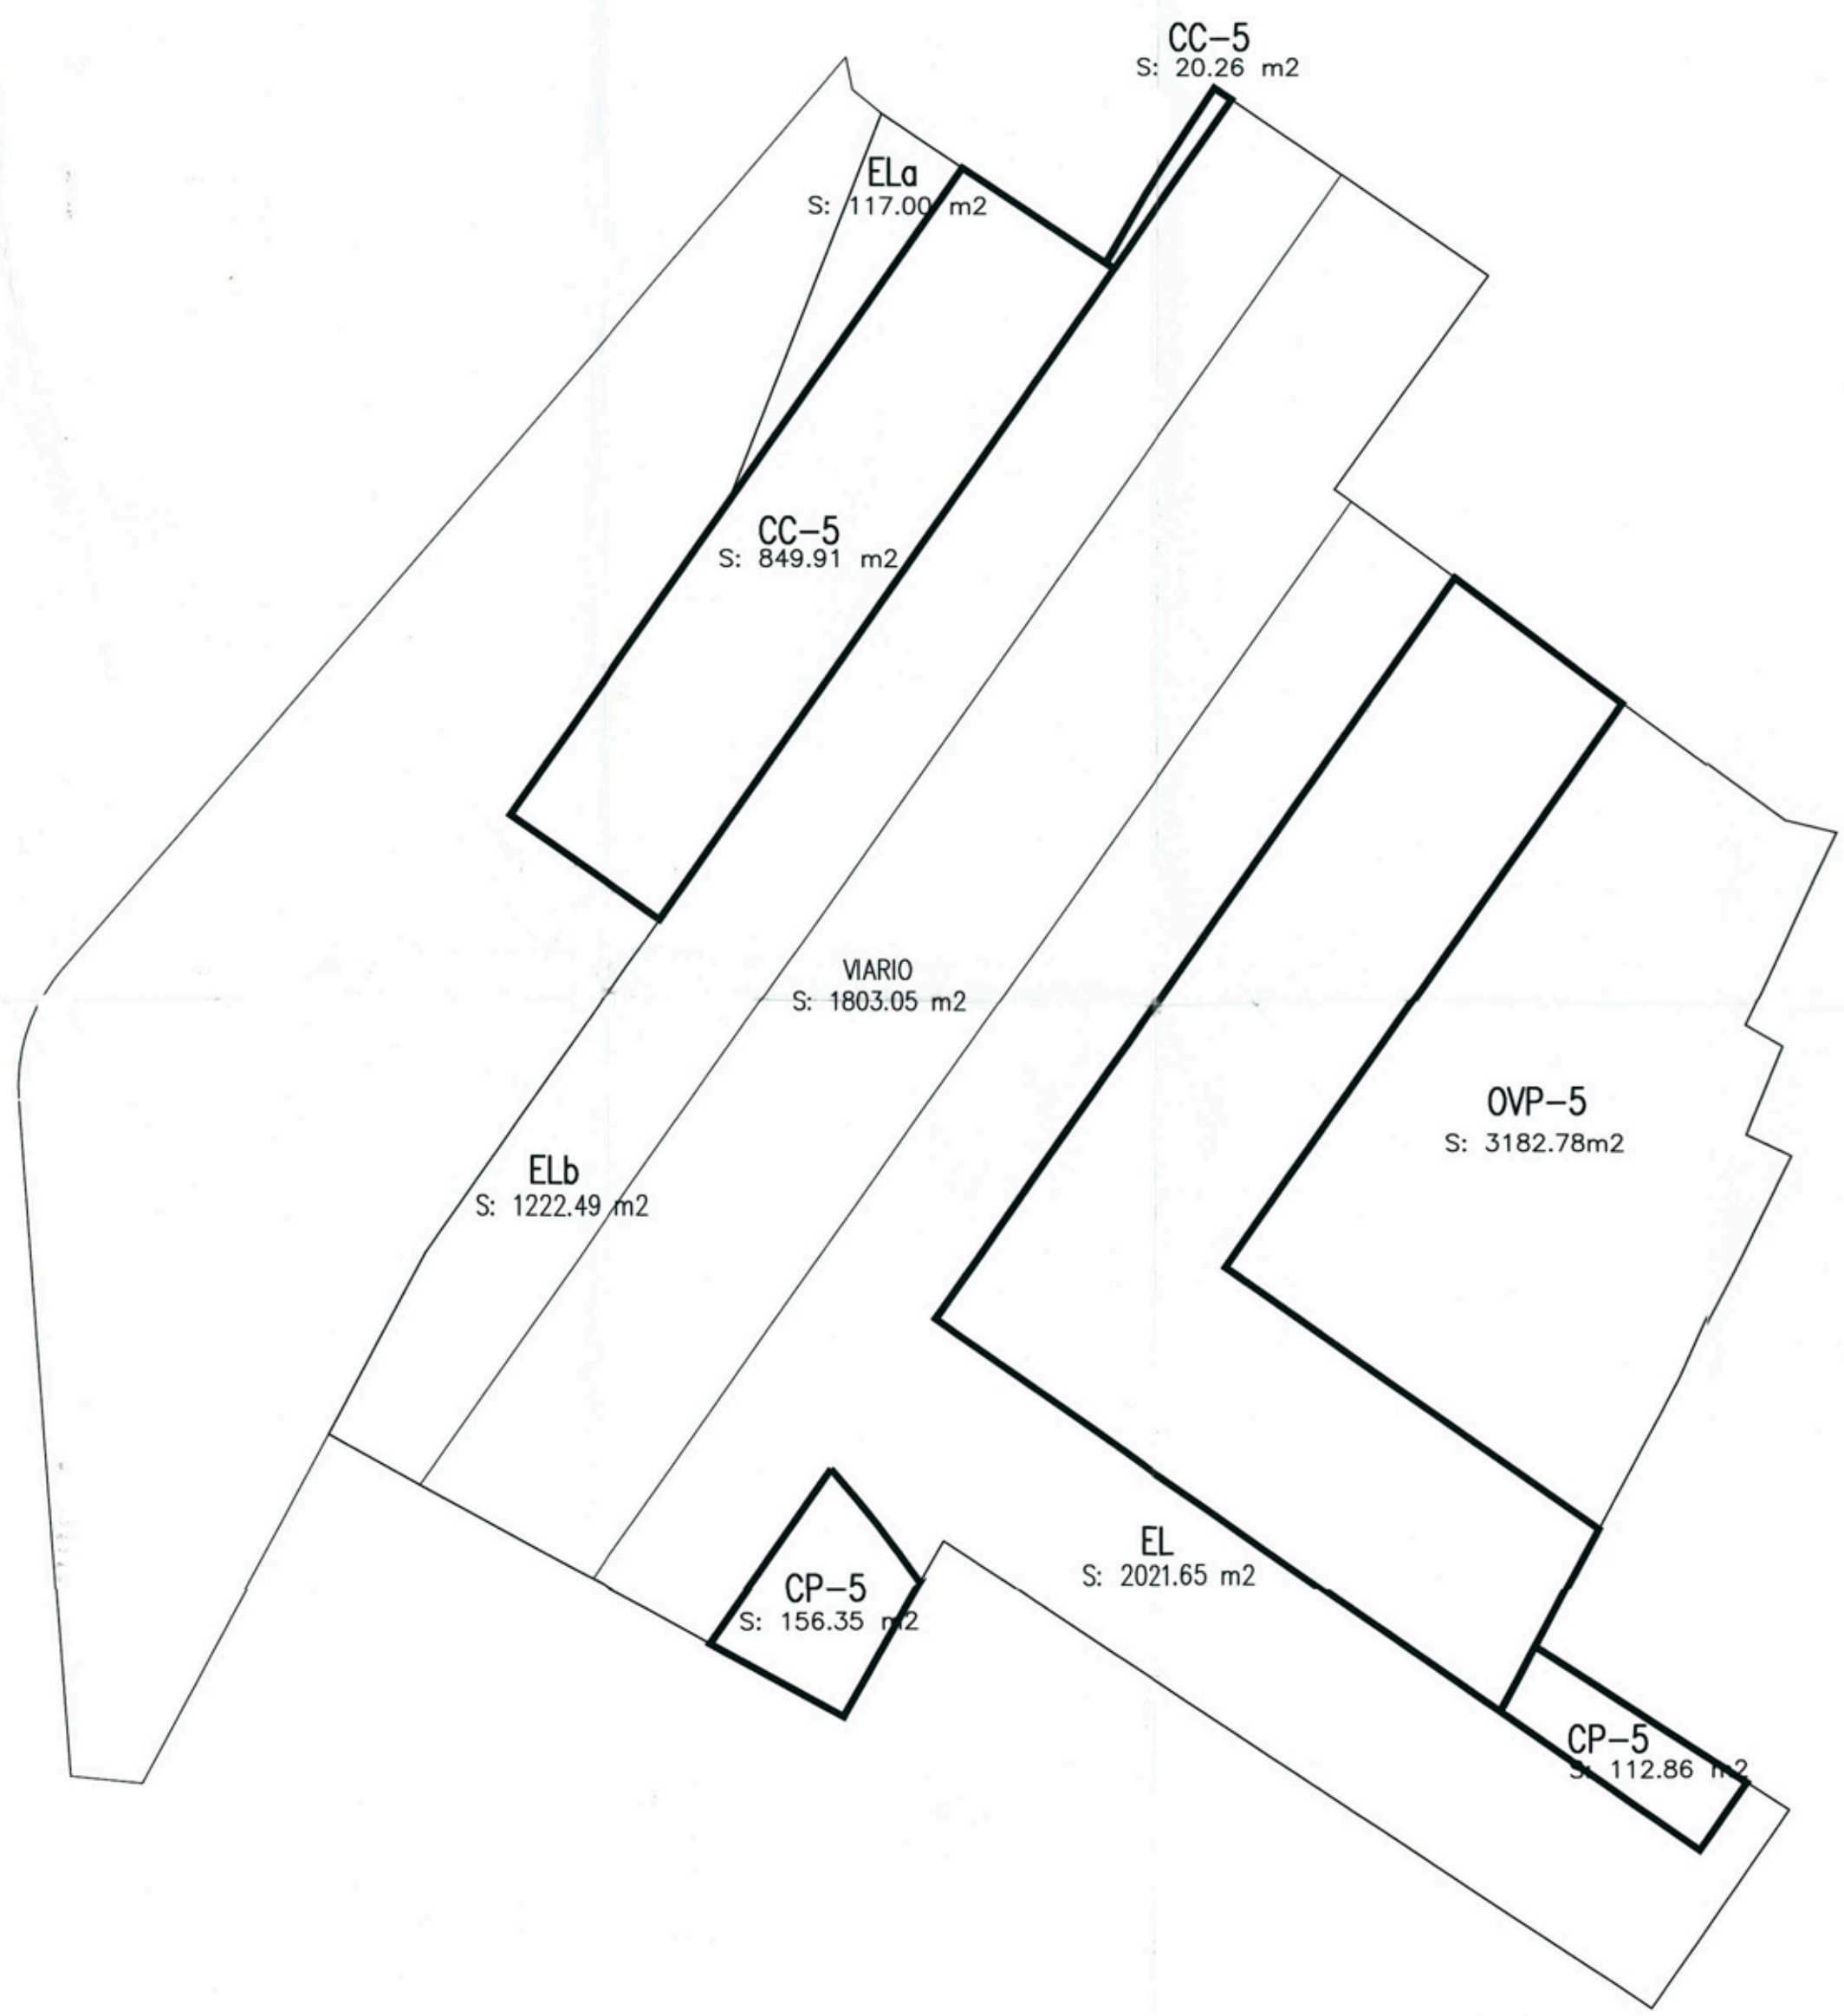 CC-5
S: 20.26 m2
ELa
S: 117.00 m2
CC-5
S: 849.91 m2
VIARIO
S: 1803.05 m2
OVP-5
S: 3182.78m2
ELb
S: 1222.49 m2
EL
S: 2021.65 m2
CP-5
S: 156.35 m2
CP-5
S: 112.86 m2